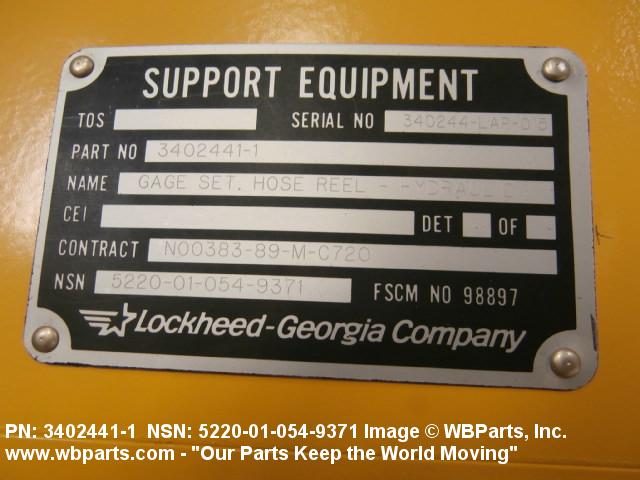 SUPPORT EQUIPMENT
TOS SERIAL NO 340244-LAP-015
PART NO 3402441-1
NAME GAGE SET, HOSE REEL - HYDRAULIC
CEI DET OF
CONTRACT N00383-89-M-C720
NSN 5220-01-054-9371 FSCM NO 98897
Lockheed-Georgia Company
PN: 3402441-1 NSN: 5220-01-054-9371 Image © WBParts, Inc.
www.wbparts.com - "Our Parts Keep the World Moving"